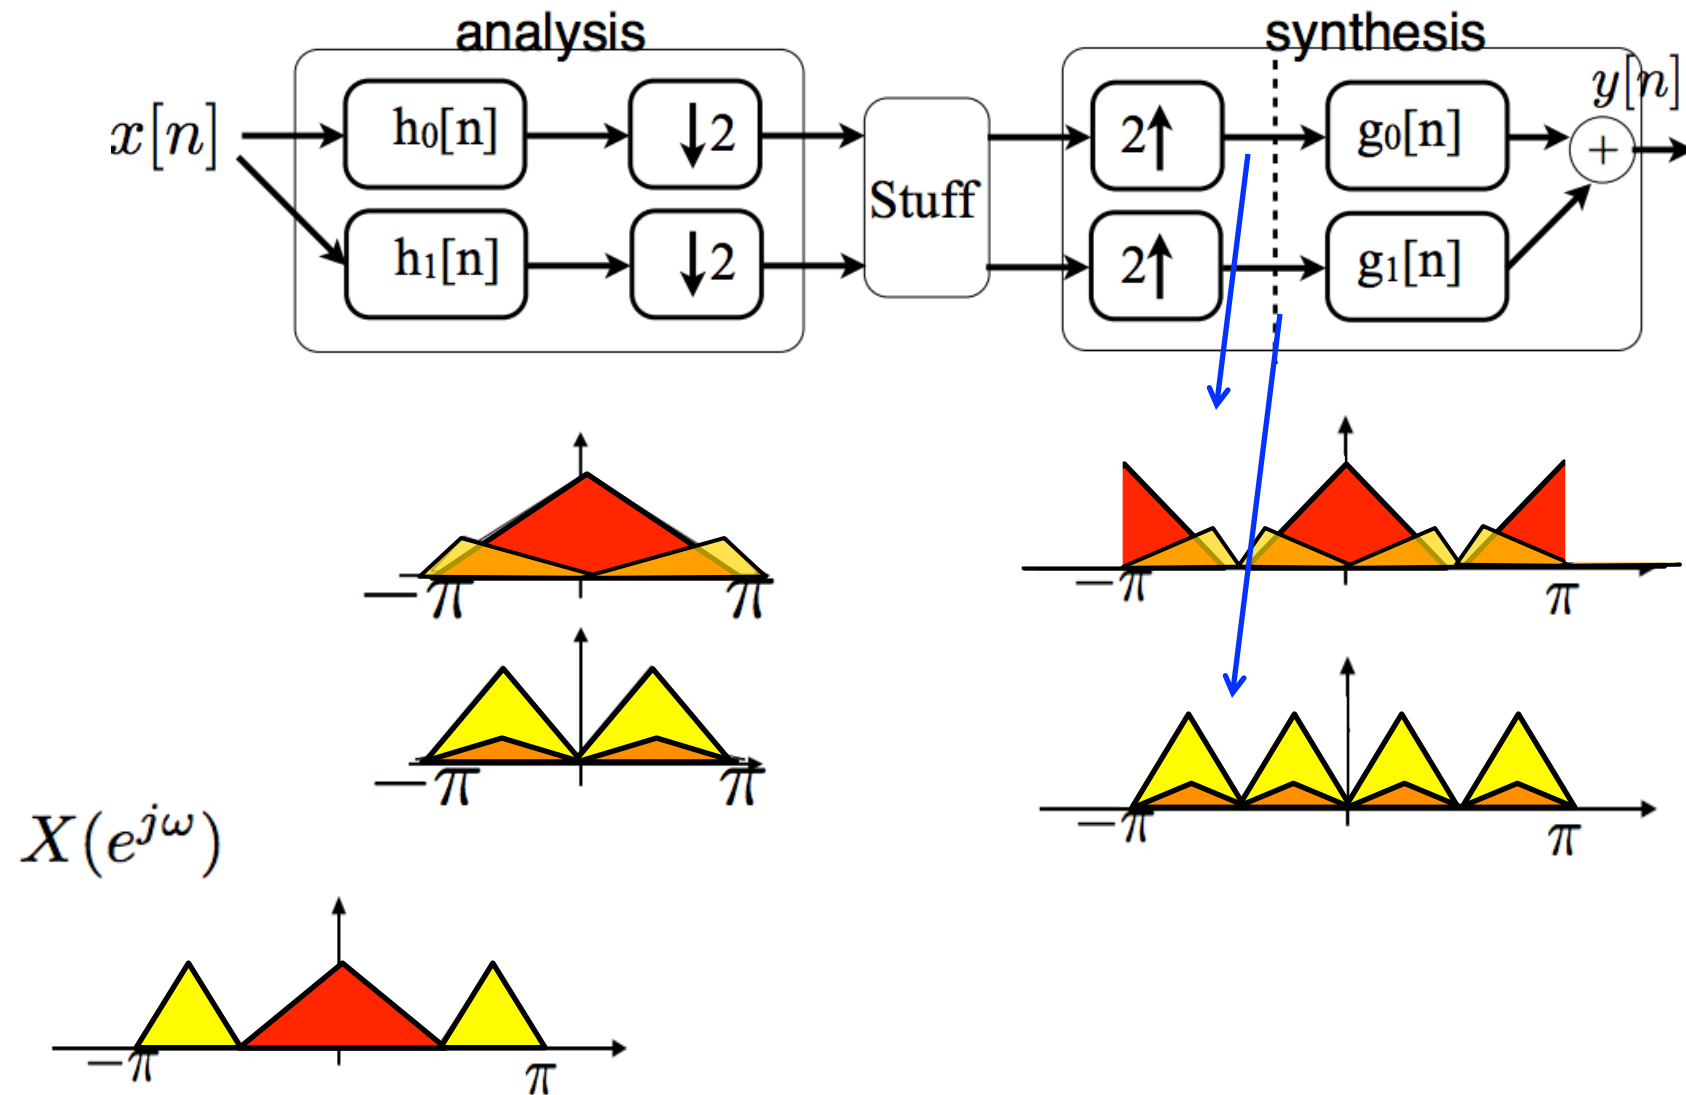 analysis
synthesis
x[n]
h₀[n]
↓2
2↑
g₀[n]
y[n]
+
Stuff
h₁[n]
↓2
2↑
g₁[n]
−π
π
−π
π
−π
π
−π
π
X(e^{jω})
−π
π